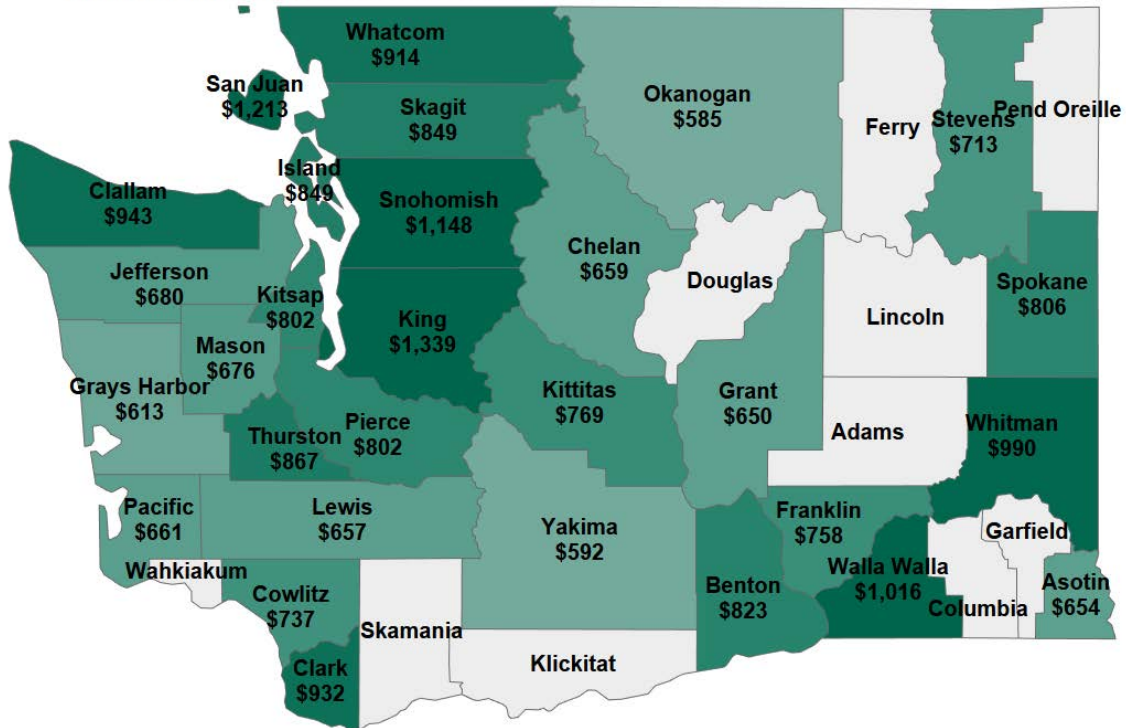 Whatcom
$914
San Juan
$1,213
Skagit
$849
Okanogan
$585
Ferry
Stevens
$713
Pend Oreille
Island
$849
Clallam
$943
Snohomish
$1,148
Chelan
$659
Jefferson
$680
Kitsap
$802
Douglas
Spokane
$806
Lincoln
King
$1,339
Mason
$676
Grays Harbor
$613
Kittitas
$769
Grant
$650
Pierce
$802
Thurston
$867
Adams
Whitman
$990
Pacific
$661
Lewis
$657
Yakima
$592
Franklin
$758
Garfield
Walla Walla
$1,016
Wahkiakum
Cowlitz
$737
Benton
$823
Columbia
Asotin
$654
Skamania
Klickitat
Clark
$932